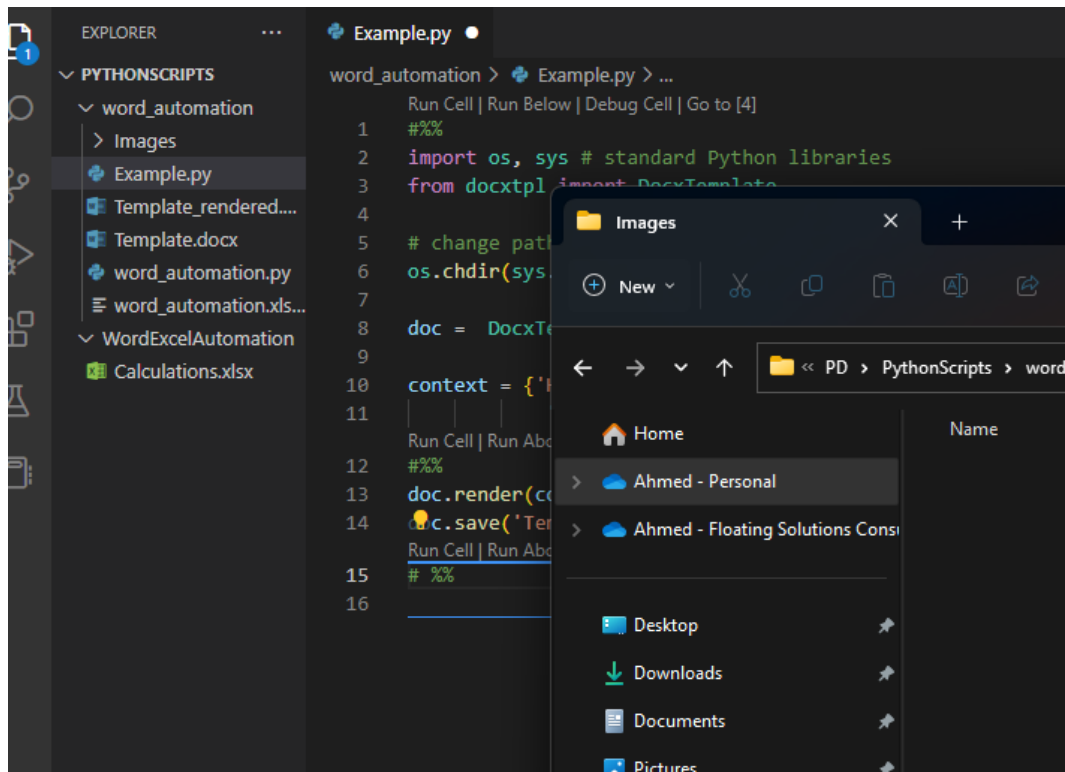 EXPLORER ...
1
PYTHONSCRIPTS
word_automation
Images
Example.py
Template_rendered....
Template.docx
word_automation.py
word_automation.xls...
WordExcelAutomation
Calculations.xlsx
Example.py
word_automation > Example.py > ...
Run Cell | Run Below | Debug Cell | Go to [4]
1 #%%
2 import os, sys # standard Python libraries
3 from docxtpl import DocxTemplate
4
5 # change path
6 os.chdir(sys.
7
8 doc = DocxTe
9
10 context = {'H
11
Run Cell | Run Abo
12 #%%
13 doc.render(co
14 doc.save('Tem
Run Cell | Run Abo
15 # %%
16
Images
New
« PD > PythonScripts > word
Name
Home
Ahmed - Personal
Ahmed - Floating Solutions Consu
Desktop
Downloads
Documents
Pictures